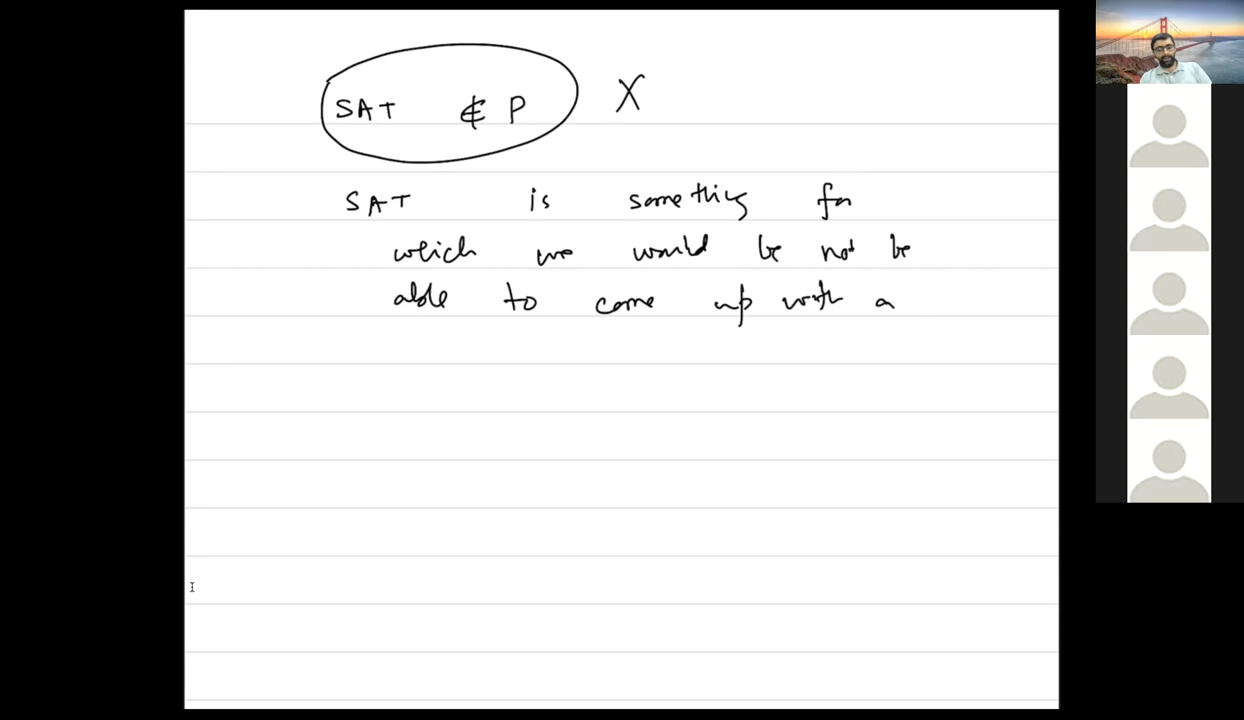 SAT ∉ P X
SAT is something for
which we would be not be
able to come up with a